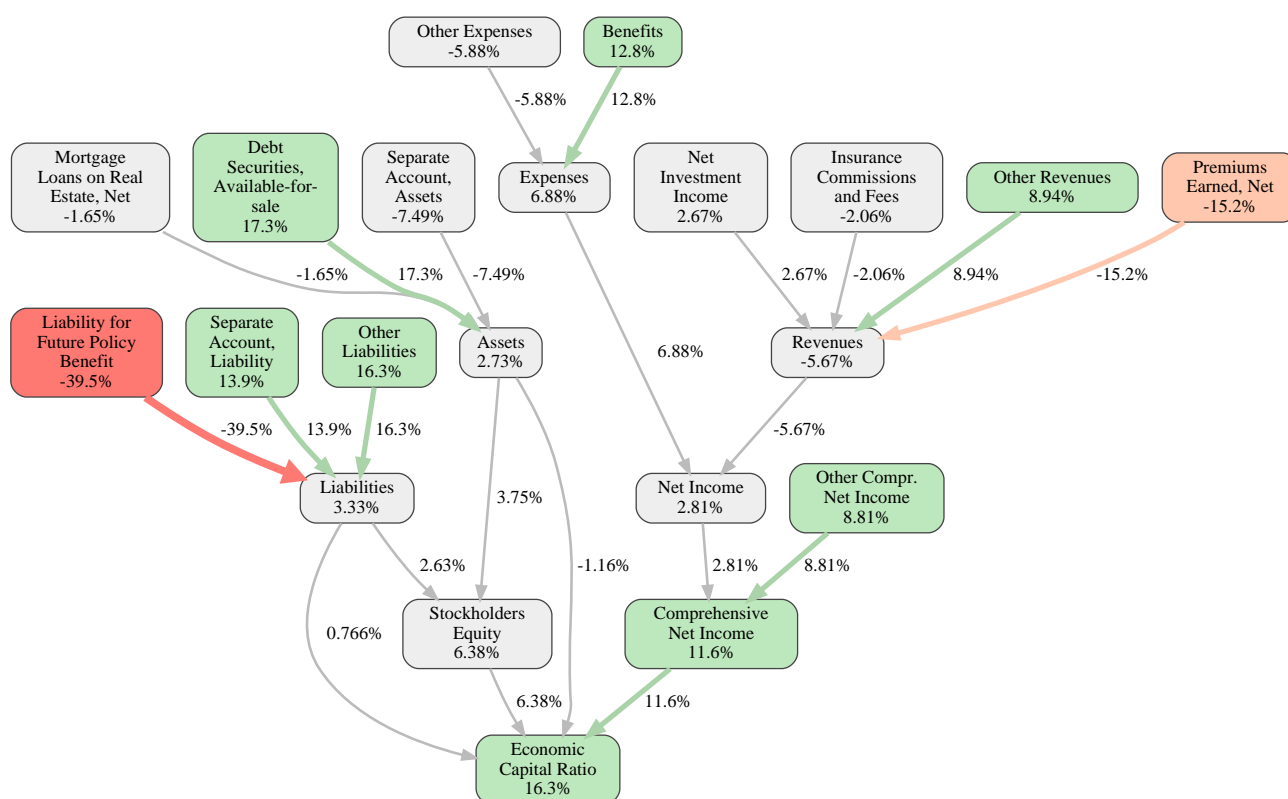 Other Expenses
-5.88%
Benefits
12.8%
-5.88%
12.8%
Mortgage
Loans on Real
Estate, Net
-1.65%
Debt
Securities,
Available-for-
sale
17.3%
Separate
Account,
Assets
-7.49%
Expenses
6.88%
Net
Investment
Income
2.67%
Insurance
Commissions
and Fees
-2.06%
Other Revenues
8.94%
Premiums
Earned, Net
-15.2%
-1.65%
17.3%
-7.49%
2.67%
-2.06%
8.94%
-15.2%
Liability for
Future Policy
Benefit
-39.5%
Separate
Account,
Liability
13.9%
Other
Liabilities
16.3%
Assets
2.73%
6.88%
Revenues
-5.67%
-39.5%
13.9%
16.3%
-5.67%
Liabilities
3.33%
3.75%
Net Income
2.81%
Other Compr.
Net Income
8.81%
2.63%
-1.16%
2.81%
8.81%
0.766%
Stockholders
Equity
6.38%
Comprehensive
Net Income
11.6%
6.38%
11.6%
Economic
Capital Ratio
16.3%